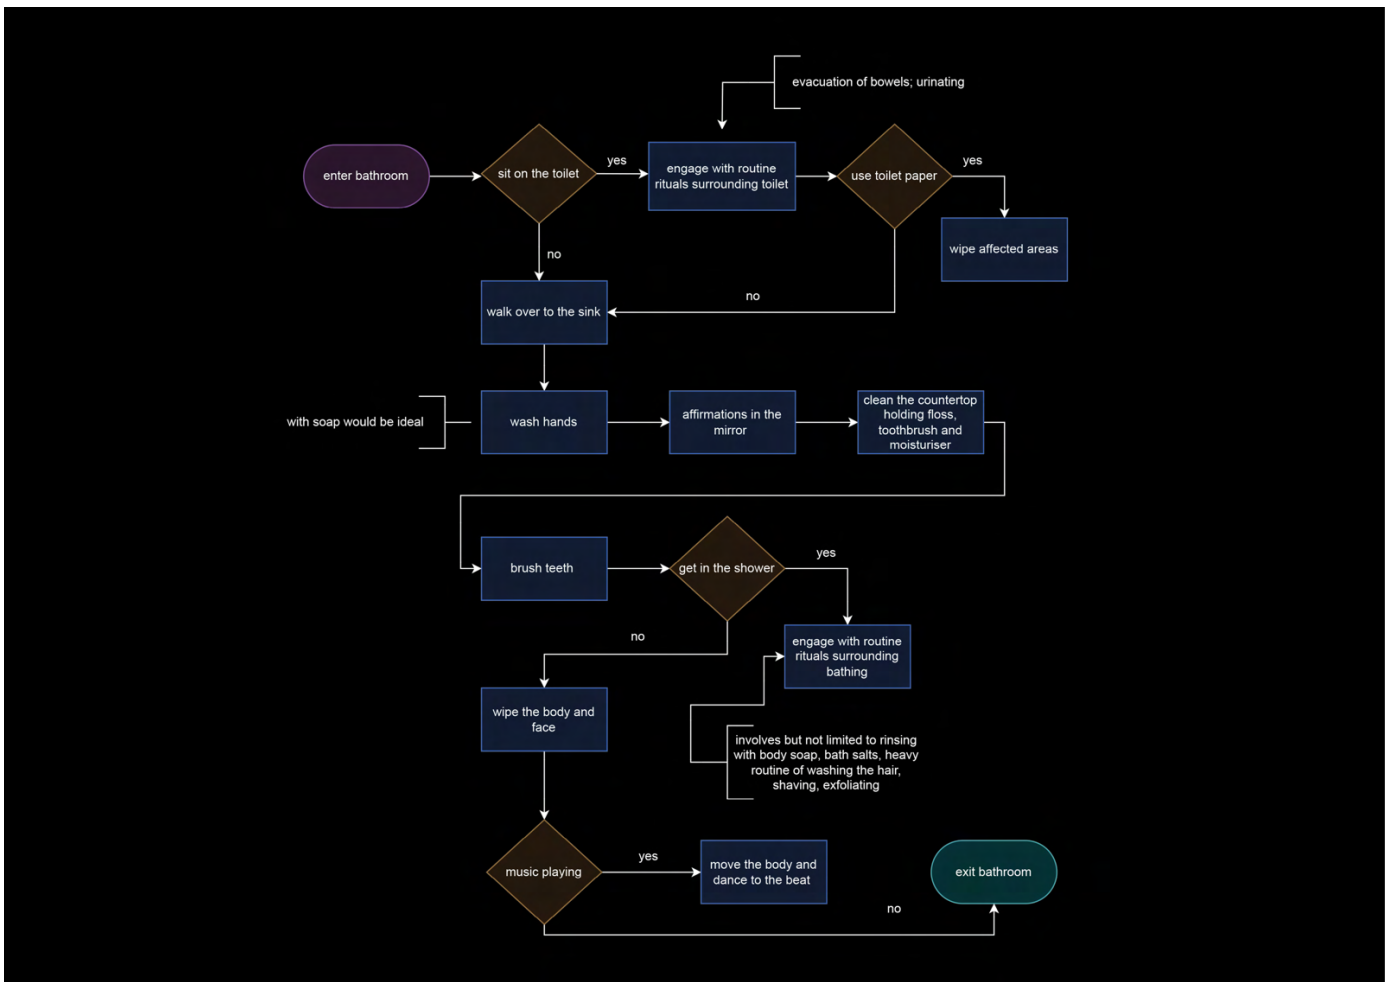 evacuation of bowels; urinating
enter bathroom
sit on the toilet
yes
engage with routine
rituals surrounding toilet
use toilet paper
yes
wipe affected areas
no
no
walk over to the sink
with soap would be ideal
wash hands
affirmations in the
mirror
clean the countertop
holding floss,
toothbrush and
moisturiser
brush teeth
get in the shower
yes
no
engage with routine
rituals surrounding
bathing
wipe the body and
face
involves but not limited to rinsing
with body soap, bath salts, heavy
routine of washing the hair,
shaving, exfoliating
music playing
yes
move the body and
dance to the beat
no
exit bathroom